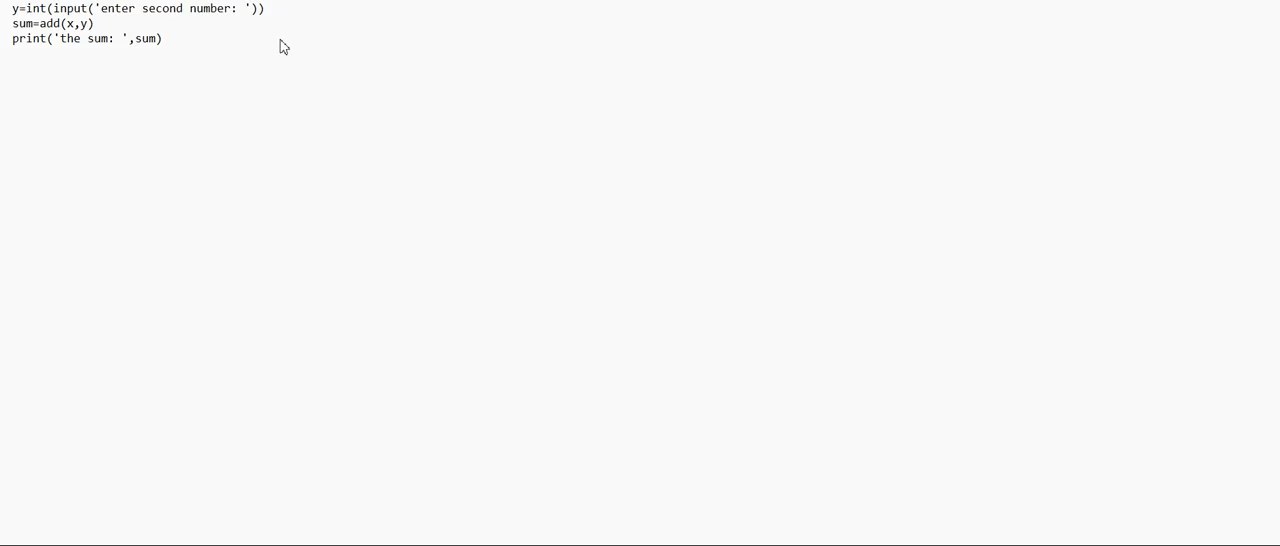 y=int(input('enter second number: '))
sum=add(x,y)
print('the sum: ',sum)